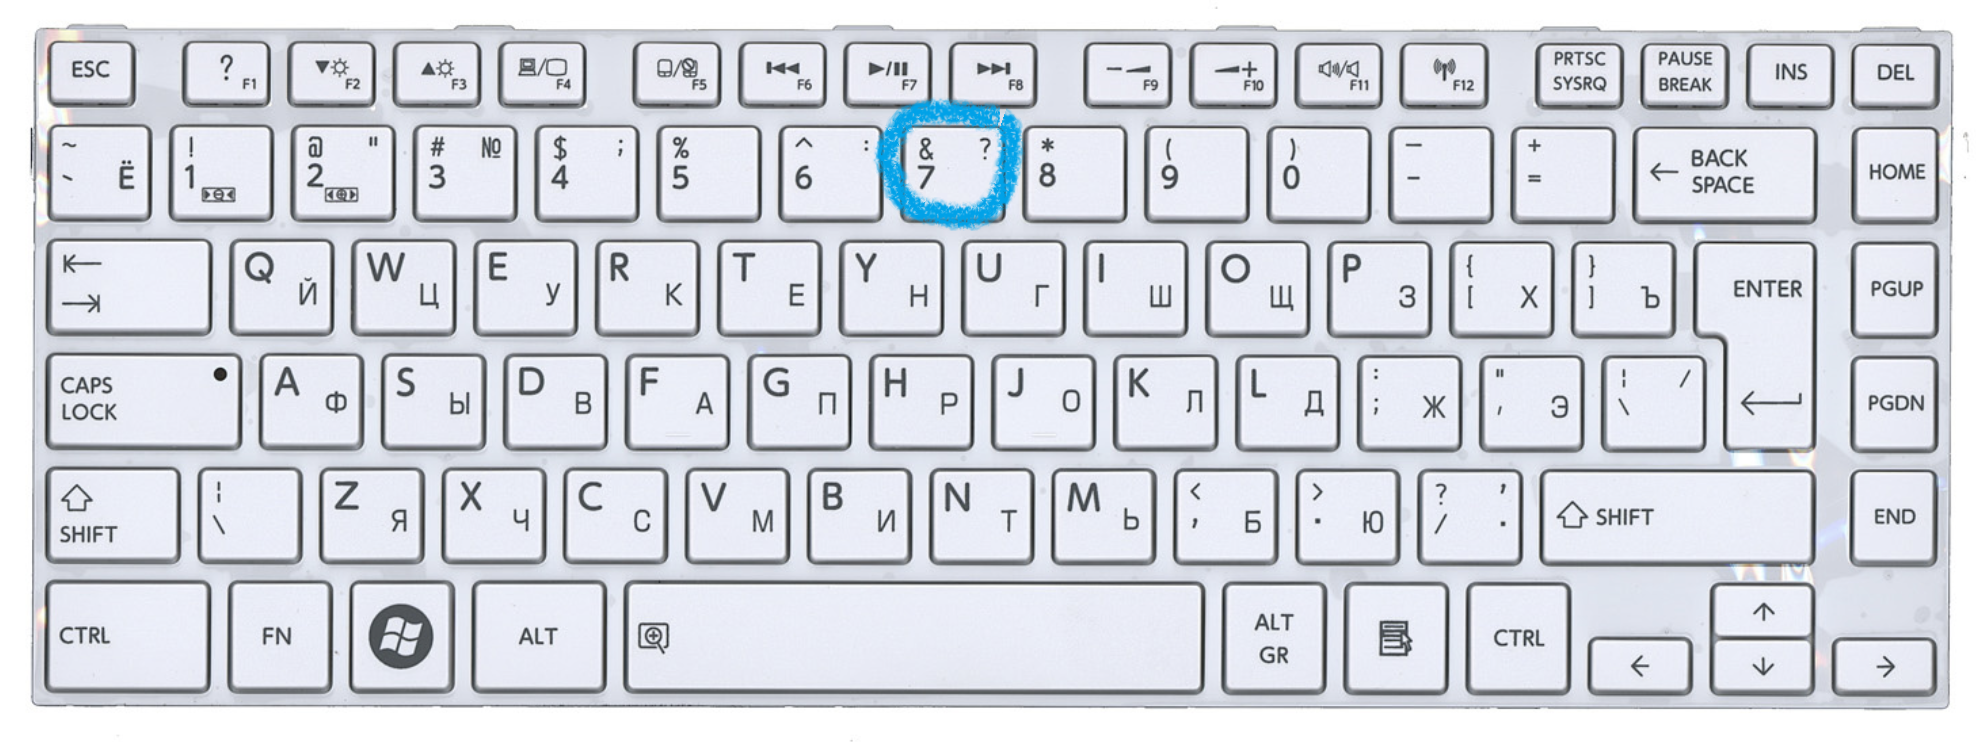 ESC ? F1 F2 F3 F4 F5 F6 F7 F8 F9 F10 F11 F12 PRTSC SYSRQ PAUSE BREAK INS DEL
~ ` Ё ! 1 @ " 2 # № 3 $ ; 4 % 5 ^ : 6 & ? 7 * 8 ( 9 ) 0 — - + = ← BACK SPACE HOME
Q Й W Ц E У R К T Е Y Н U Г I Ш O Щ P З { [ Х } ] Ъ ENTER PGUP
CAPS LOCK A Ф S Ы D В F А G П H Р J О K Л L Д : ; Ж " ' Э ¦ / \ PGDN
SHIFT ¦ \ Z Я X Ч C С V М B И N Т M Ь < , Б > . Ю ? , / . SHIFT END
CTRL FN ALT ALT GR CTRL ← ↑ ↓ →